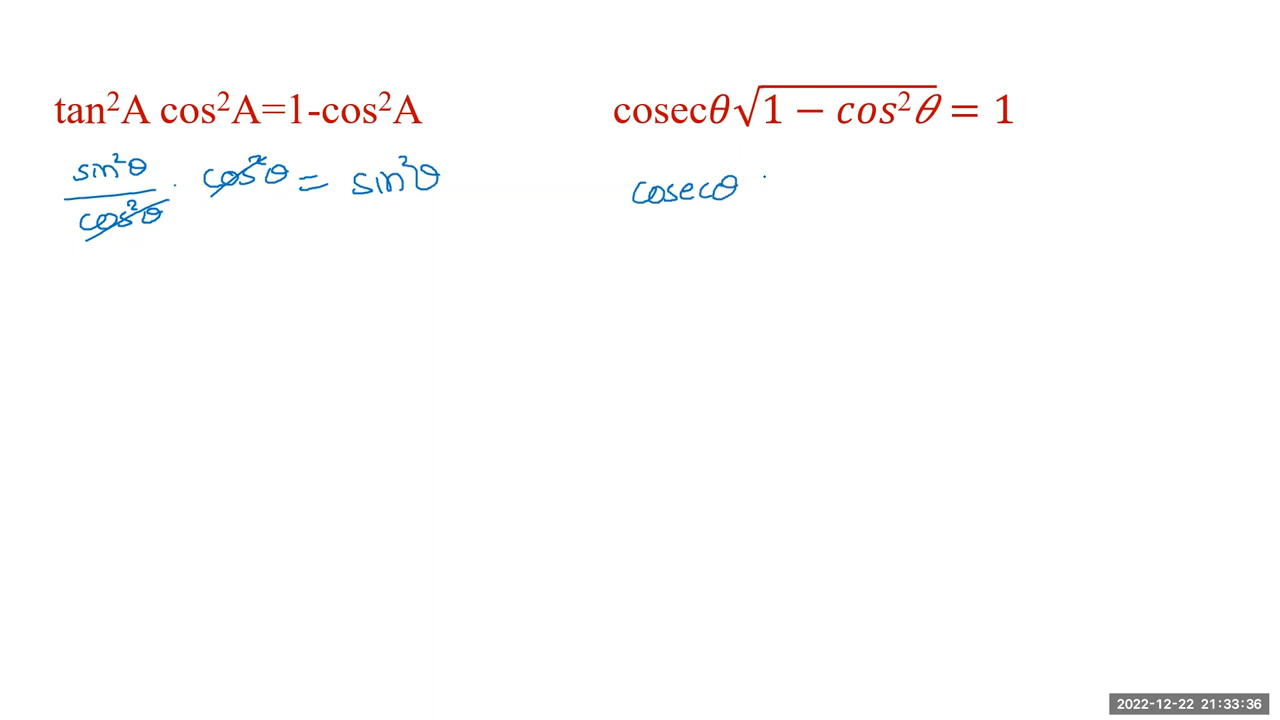 tan²A cos²A=1-cos²A
cosecθ√1 − cos²θ = 1
sin²θ / cos²θ . cos²θ = sin²θ
cosecθ
2022-12-22 21:33:36